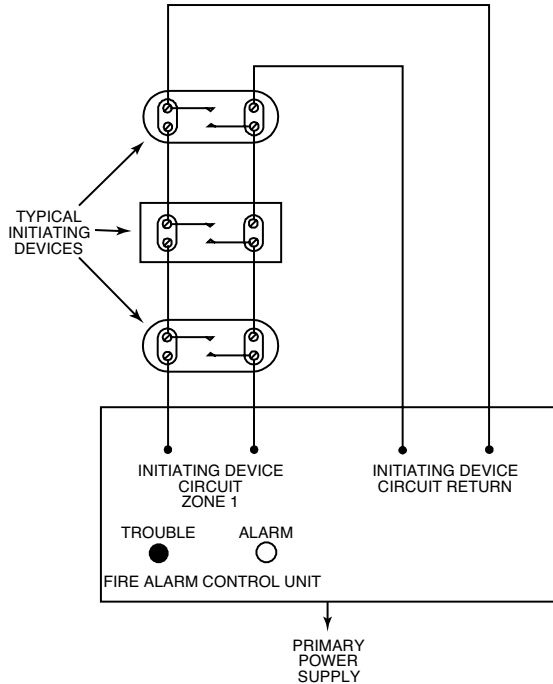 TYPICAL
INITIATING
DEVICES
INITIATING DEVICE
CIRCUIT
ZONE 1
INITIATING DEVICE
CIRCUIT RETURN
TROUBLE
ALARM
FIRE ALARM CONTROL UNIT
PRIMARY
POWER
SUPPLY